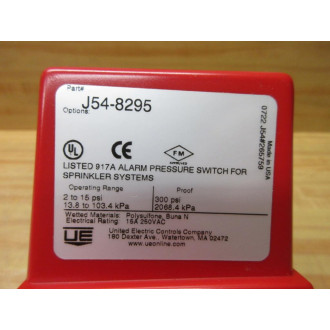 Part#
J54-8295
Options:
UL
CE
FM
APPROVED
LISTED 917A ALARM PRESSURE SWITCH FOR
SPRINKLER SYSTEMS
Operating Range Proof
2 to 15 psi 300 psi
13.8 to 103.4 kPa 2068.4 kPa
Wetted Materials: Polysulfone, Buna N
Electrical Rating: 15A 250VAC
UE
United Electric Controls Company
180 Dexter Ave, Watertown, MA 02472
www.ueonline.com
Made in USA
0722 J54#265759